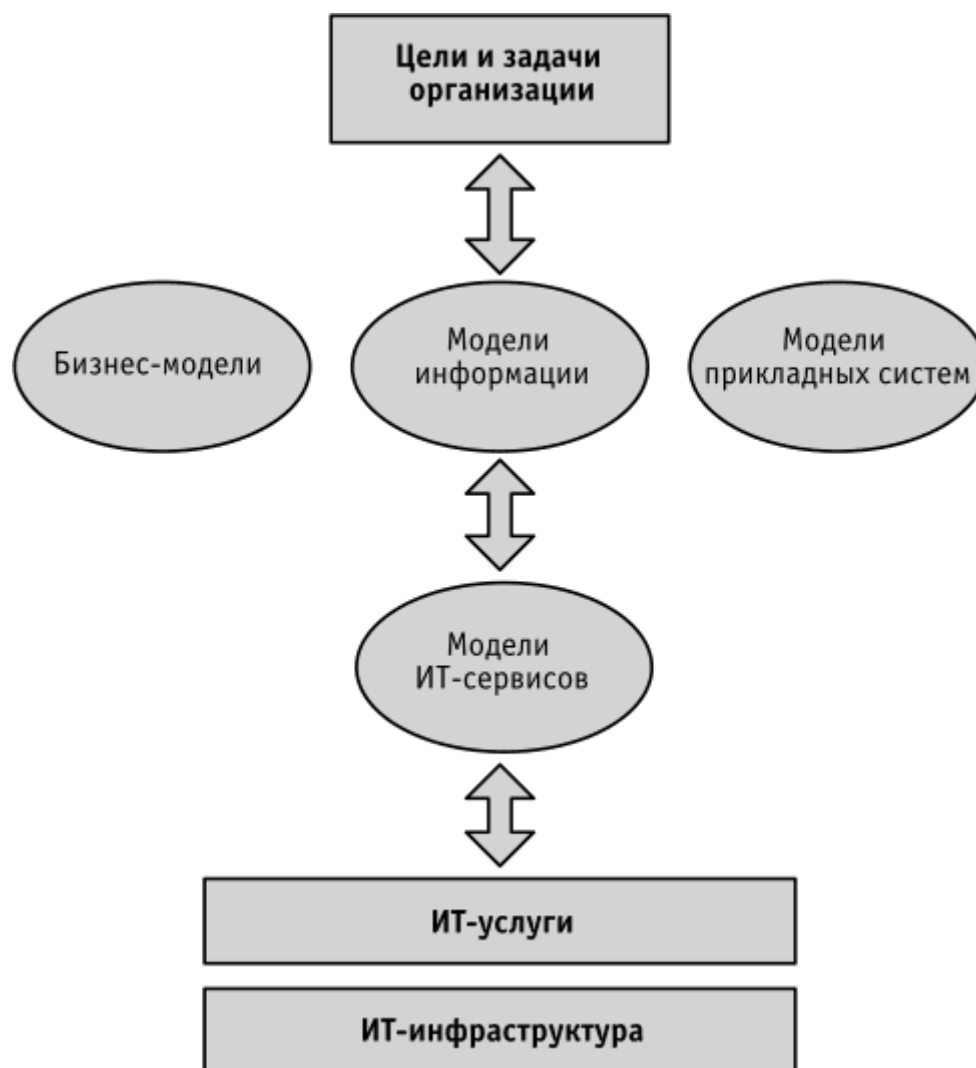 Цели и задачи
организации
Бизнес-модели
Модели
информации
Модели
прикладных систем
Модели
ИТ-сервисов
ИТ-услуги
ИТ-инфраструктура